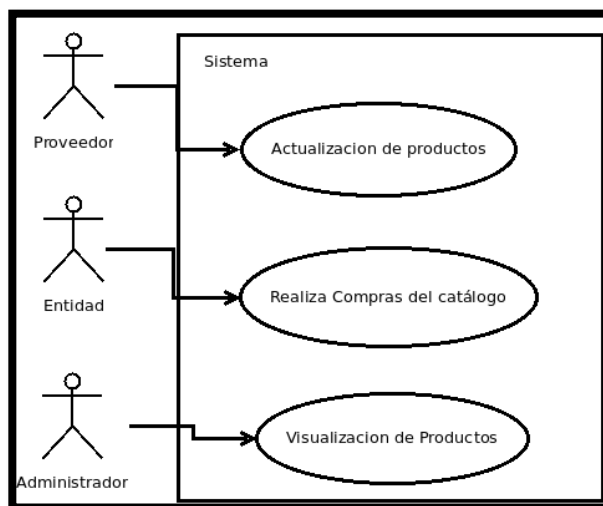 Sistema
Proveedor
Actualizacion de productos
Entidad
Realiza Compras del catálogo
Administrador
Visualizacion de Productos